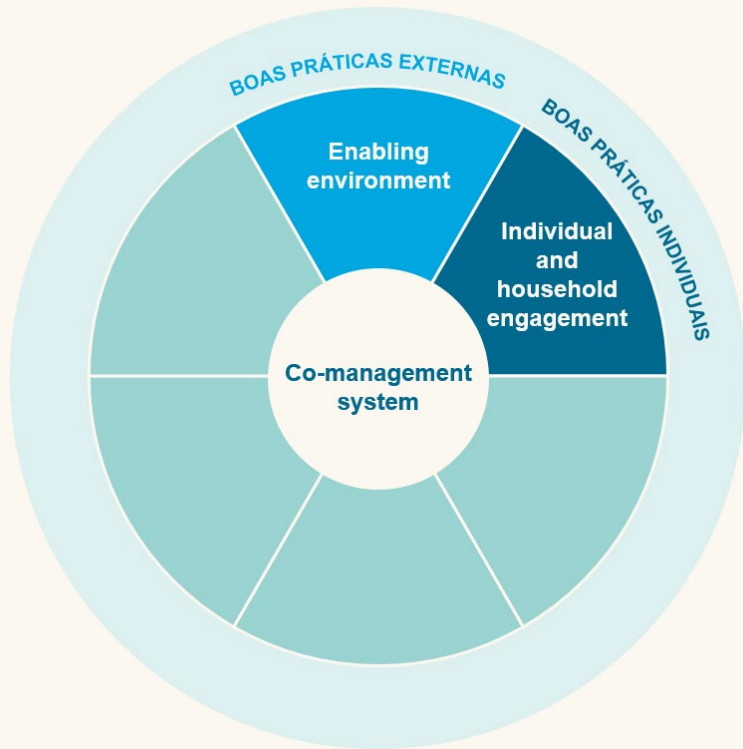 BOAS PRÁTICAS EXTERNAS
BOAS PRÁTICAS INDIVIDUAIS
Enabling
environment
Individual
and
household
engagement
Co-management
system